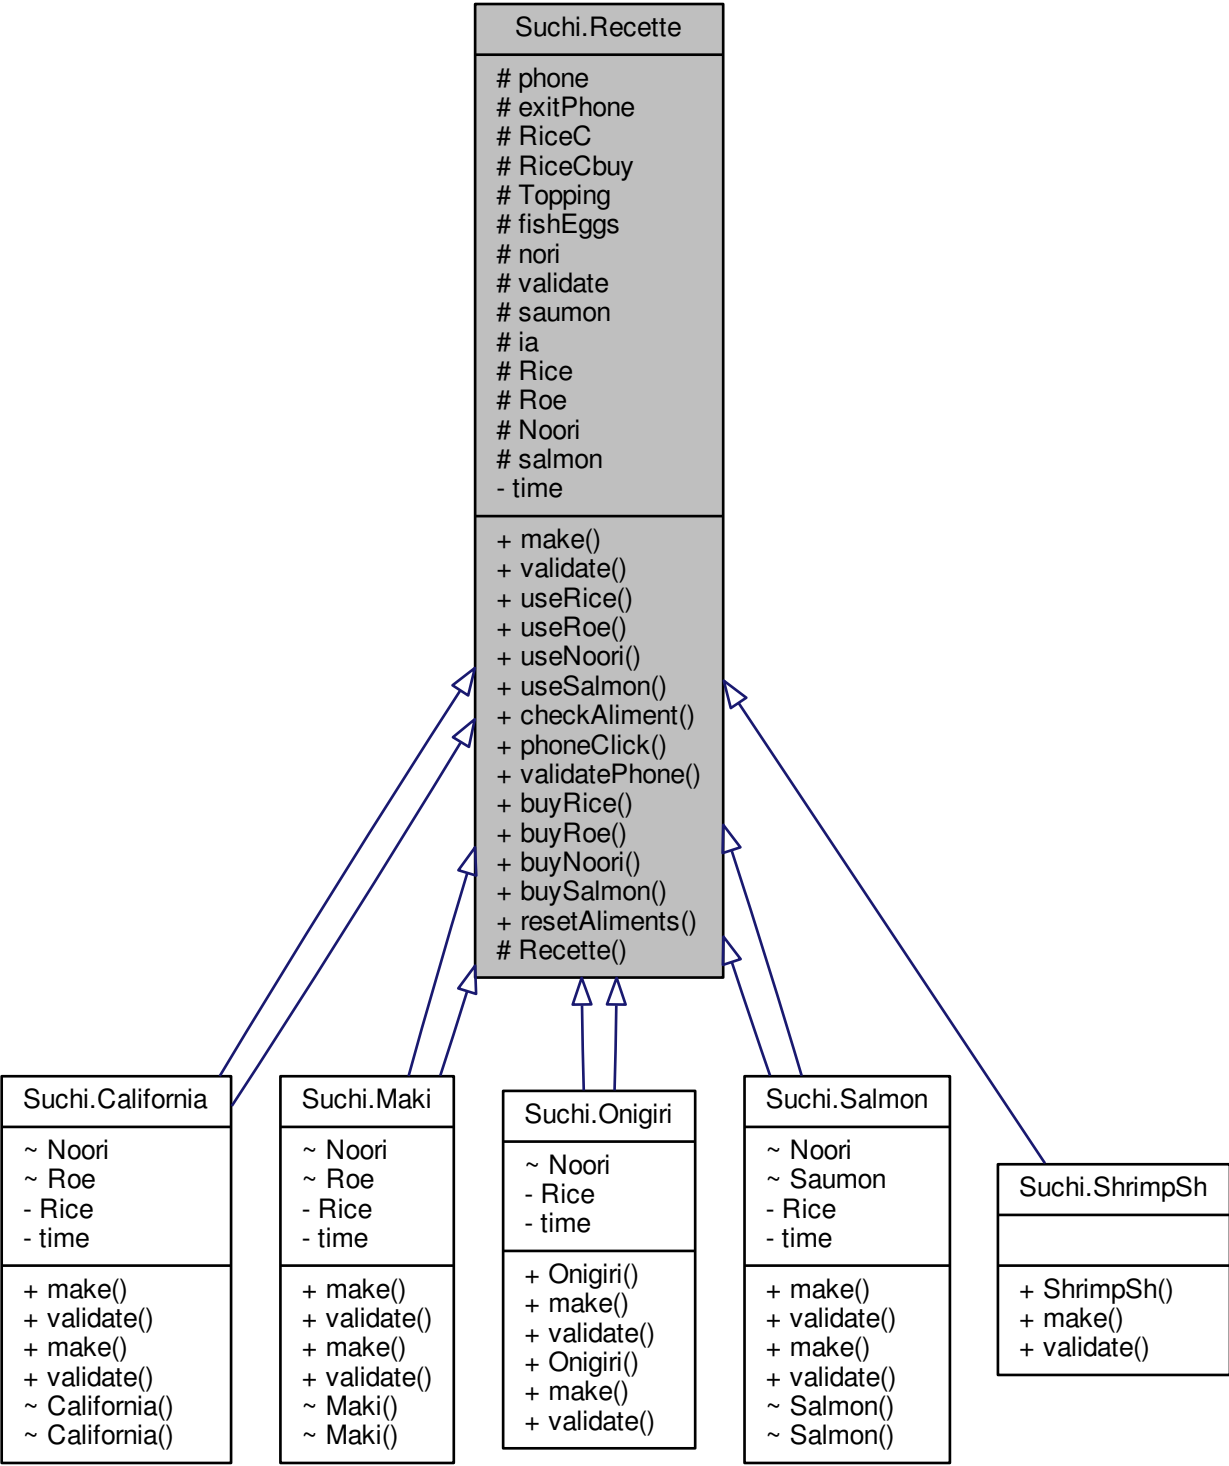 Suchi.Recette
# phone
# exitPhone
# RiceC
# RiceCbuy
# Topping
# fishEggs
# nori
# validate
# saumon
# ia
# Rice
# Roe
# Noori
# salmon
- time
+ make()
+ validate()
+ useRice()
+ useRoe()
+ useNoori()
+ useSalmon()
+ checkAliment()
+ phoneClick()
+ validatePhone()
+ buyRice()
+ buyRoe()
+ buyNoori()
+ buySalmon()
+ resetAliments()
# Recette()
Suchi.California
~ Noori
~ Roe
- Rice
- time
+ make()
+ validate()
+ make()
+ validate()
~ California()
~ California()
Suchi.Maki
~ Noori
~ Roe
- Rice
- time
+ make()
+ validate()
+ make()
+ validate()
~ Maki()
~ Maki()
Suchi.Onigiri
~ Noori
- Rice
- time
+ Onigiri()
+ make()
+ validate()
+ Onigiri()
+ make()
+ validate()
Suchi.Salmon
~ Noori
~ Saumon
- Rice
- time
+ make()
+ validate()
+ make()
+ validate()
~ Salmon()
~ Salmon()
Suchi.ShrimpSh
+ ShrimpSh()
+ make()
+ validate()